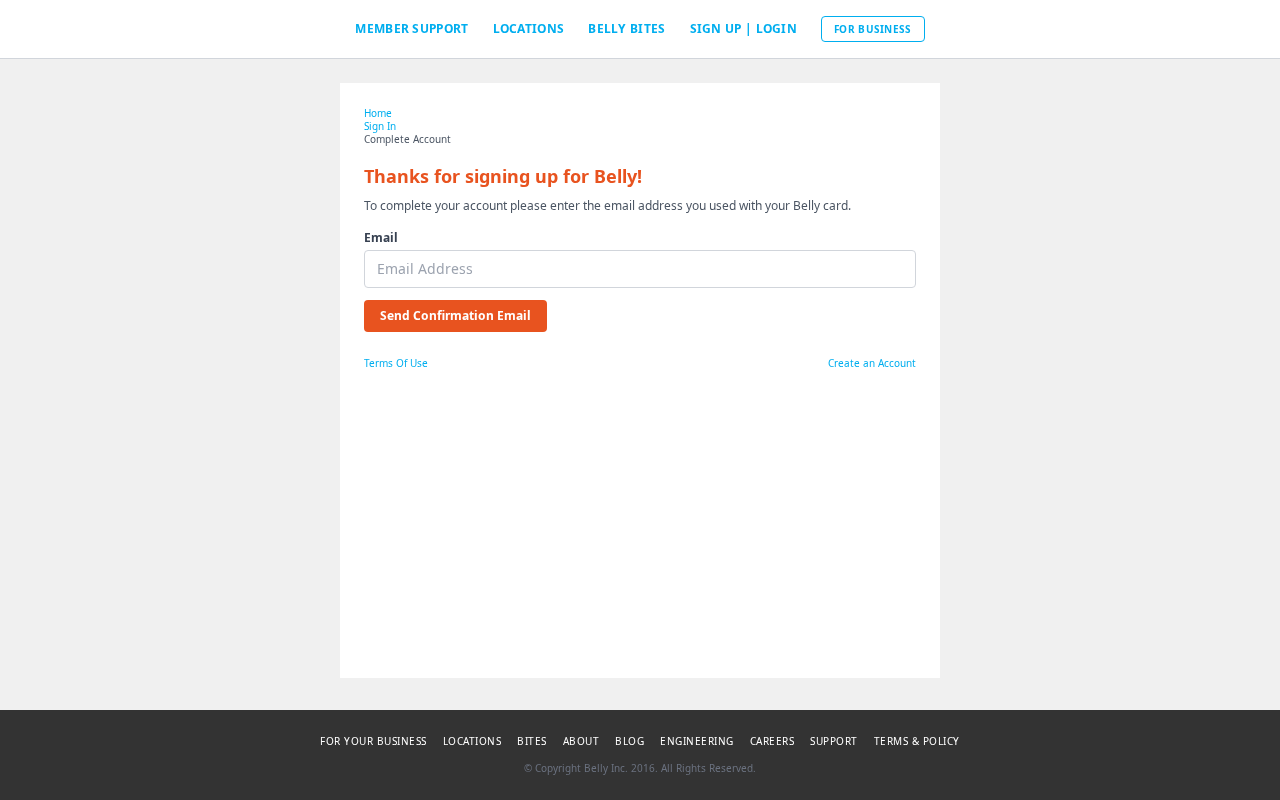 MEMBER SUPPORT LOCATIONS BELLY BITES SIGN UP | LOGIN FOR BUSINESS
Home
Sign In
Complete Account
Thanks for signing up for Belly!
To complete your account please enter the email address you used with your Belly card.
Email
Email Address
Send Confirmation Email
Terms Of Use Create an Account
FOR YOUR BUSINESS LOCATIONS BITES ABOUT BLOG ENGINEERING CAREERS SUPPORT TERMS & POLICY
© Copyright Belly Inc. 2016. All Rights Reserved.